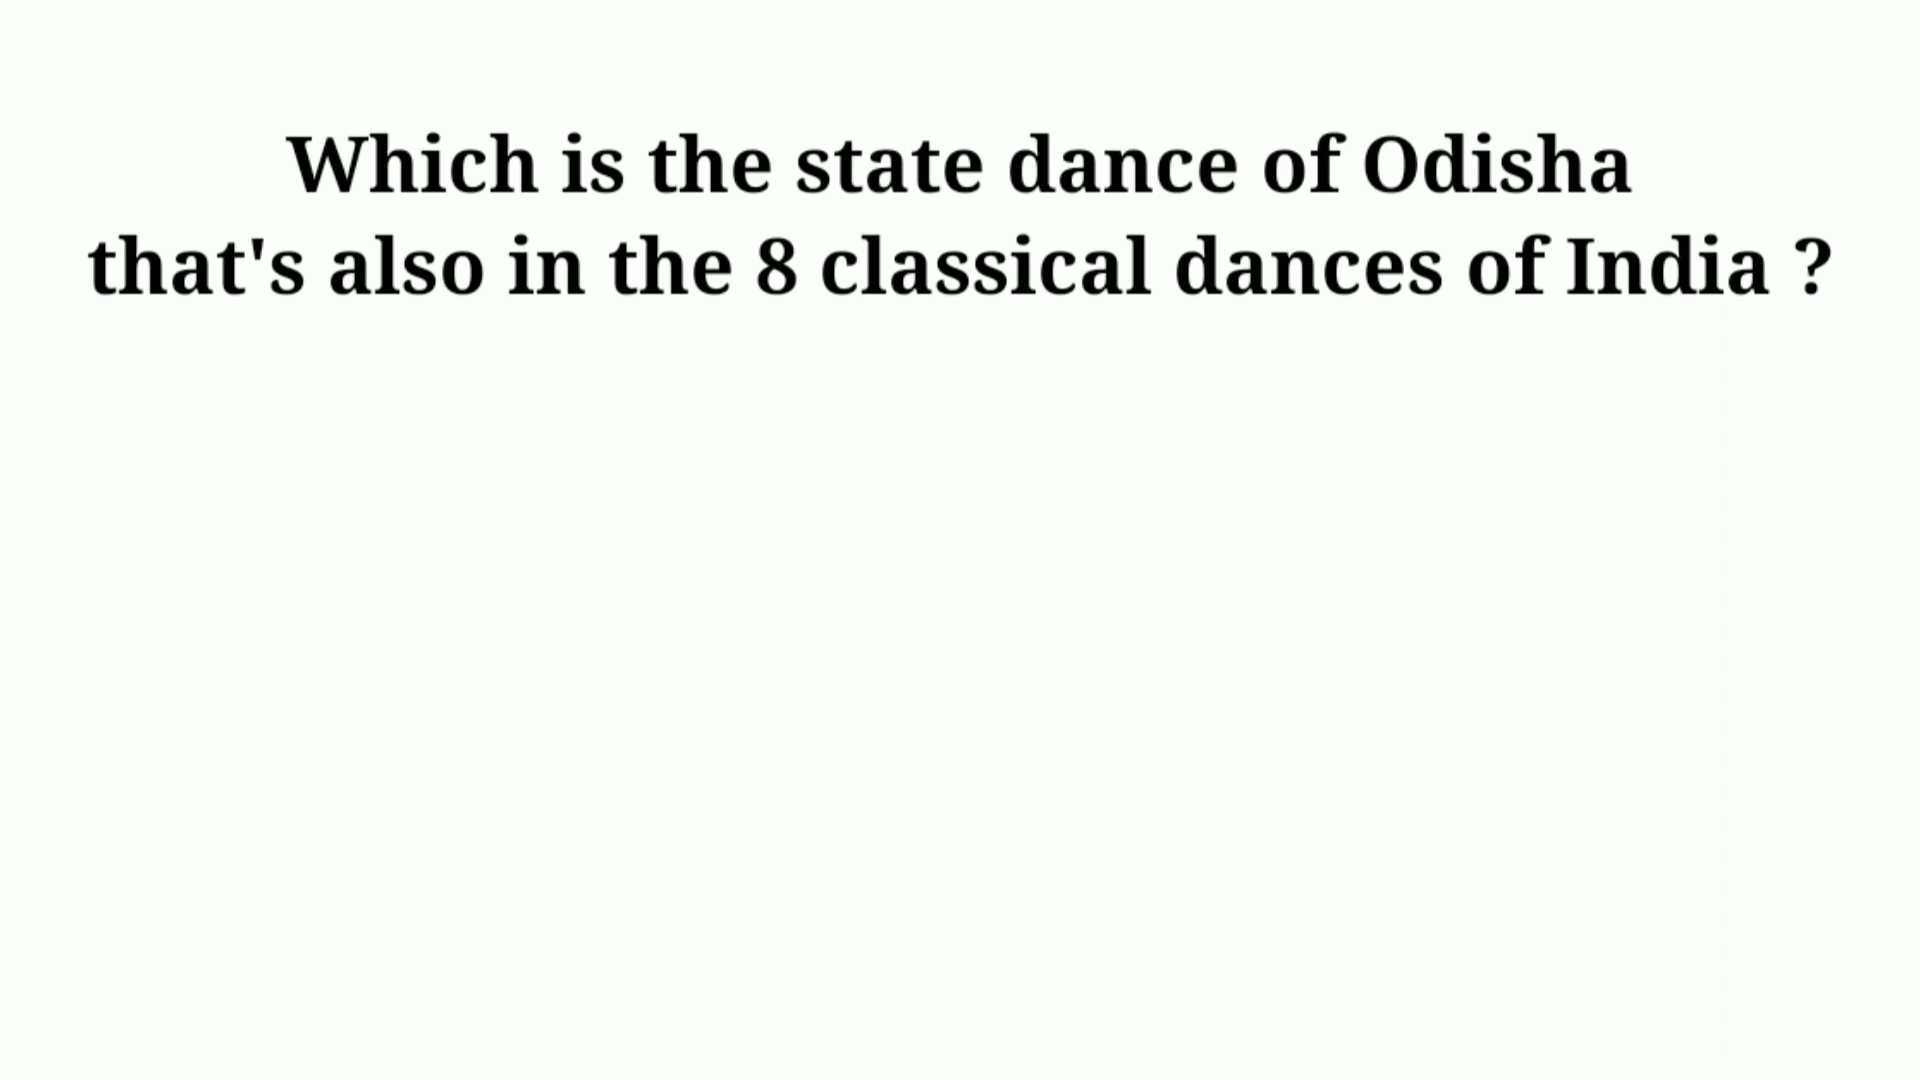 Which is the state dance of Odisha
that's also in the 8 classical dances of India ?